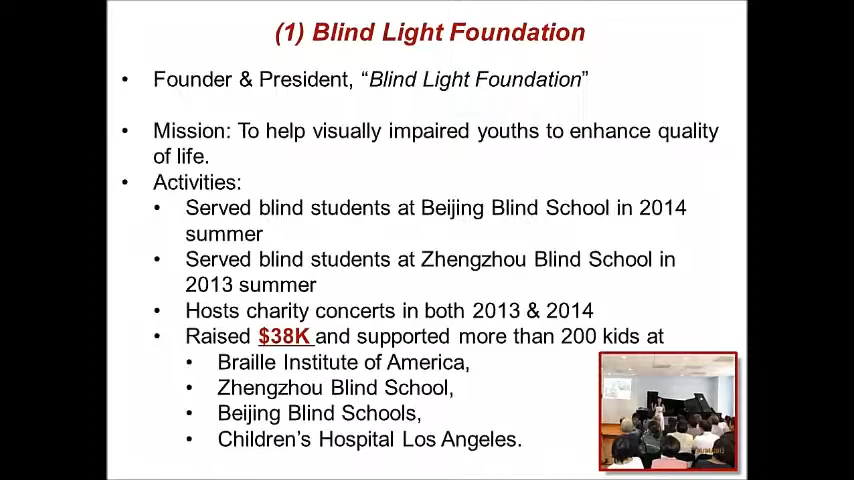 (1) Blind Light Foundation
• Founder & President, “Blind Light Foundation”
• Mission: To help visually impaired youths to enhance quality
of life.
• Activities:
• Served blind students at Beijing Blind School in 2014
summer
• Served blind students at Zhengzhou Blind School in
2013 summer
• Hosts charity concerts in both 2013 & 2014
• Raised $38K and supported more than 200 kids at
• Braille Institute of America,
• Zhengzhou Blind School,
• Beijing Blind Schools,
• Children’s Hospital Los Angeles.